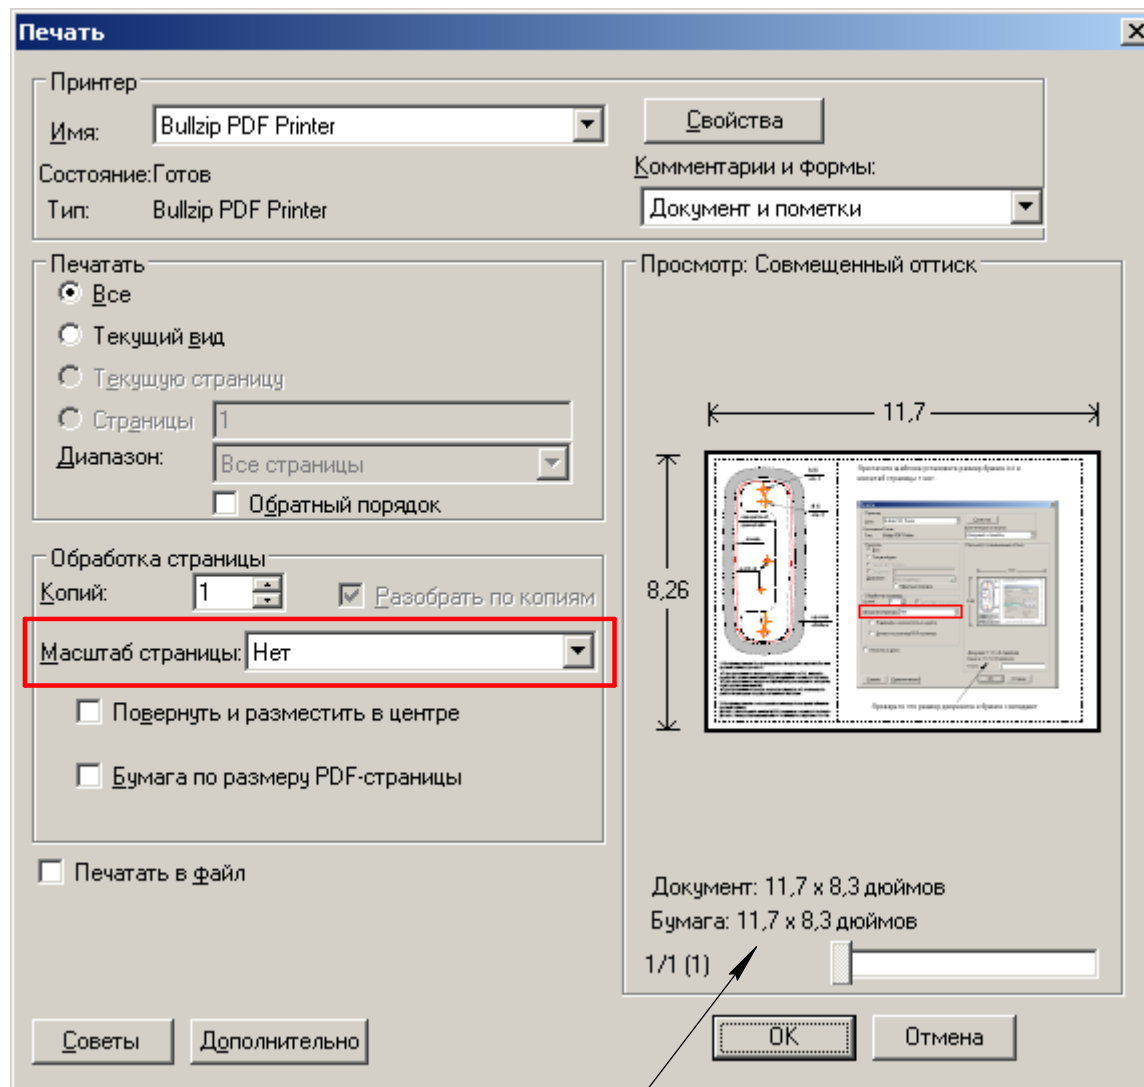 Печать
Принтер
Имя: Bullzip PDF Printer Свойства
Состояние:Готов Комментарии и формы:
Тип: Bullzip PDF Printer Документ и пометки
Печатать
Все
Текущий вид
Текущую страницу
Страницы 1
Диапазон: Все страницы
Обратный порядок
Обработка страницы
Копий: 1 Разобрать по копиям
Масштаб страницы: Нет
Повернуть и разместить в центре
Бумага по размеру PDF-страницы
Печатать в файл
Просмотр: Совмещенный оттиск
11,7
8,26
Документ: 11,7 x 8,3 дюймов
Бумага: 11,7 x 8,3 дюймов
1/1 (1)
Советы Дополнительно OK Отмена